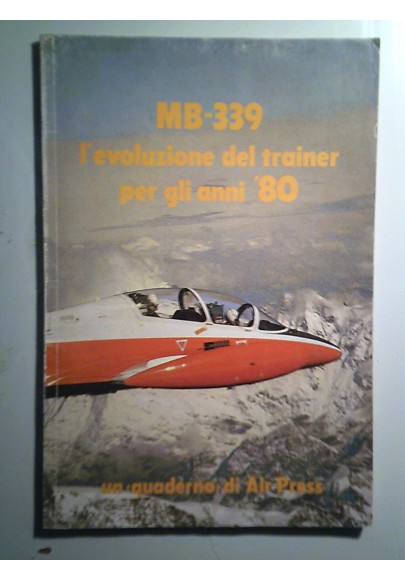 MB-339
l'evoluzione del trainer
per gli anni '80
un «quaderno» di Air Press